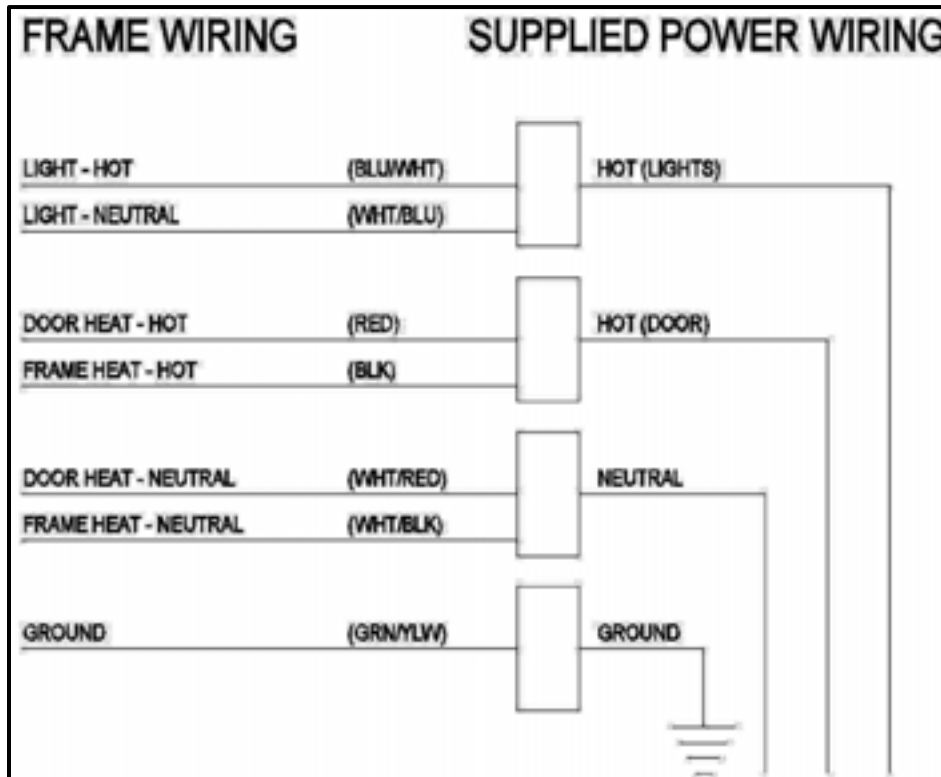 FRAME WIRING SUPPLIED POWER WIRING
LIGHT - HOT (BLU/WHT) HOT (LIGHTS)
LIGHT - NEUTRAL (WHT/BLU)
DOOR HEAT - HOT (RED) HOT (DOOR)
FRAME HEAT - HOT (BLK)
DOOR HEAT - NEUTRAL (WHT/RED) NEUTRAL
FRAME HEAT - NEUTRAL (WHT/BLK)
GROUND (GRN/YLW) GROUND